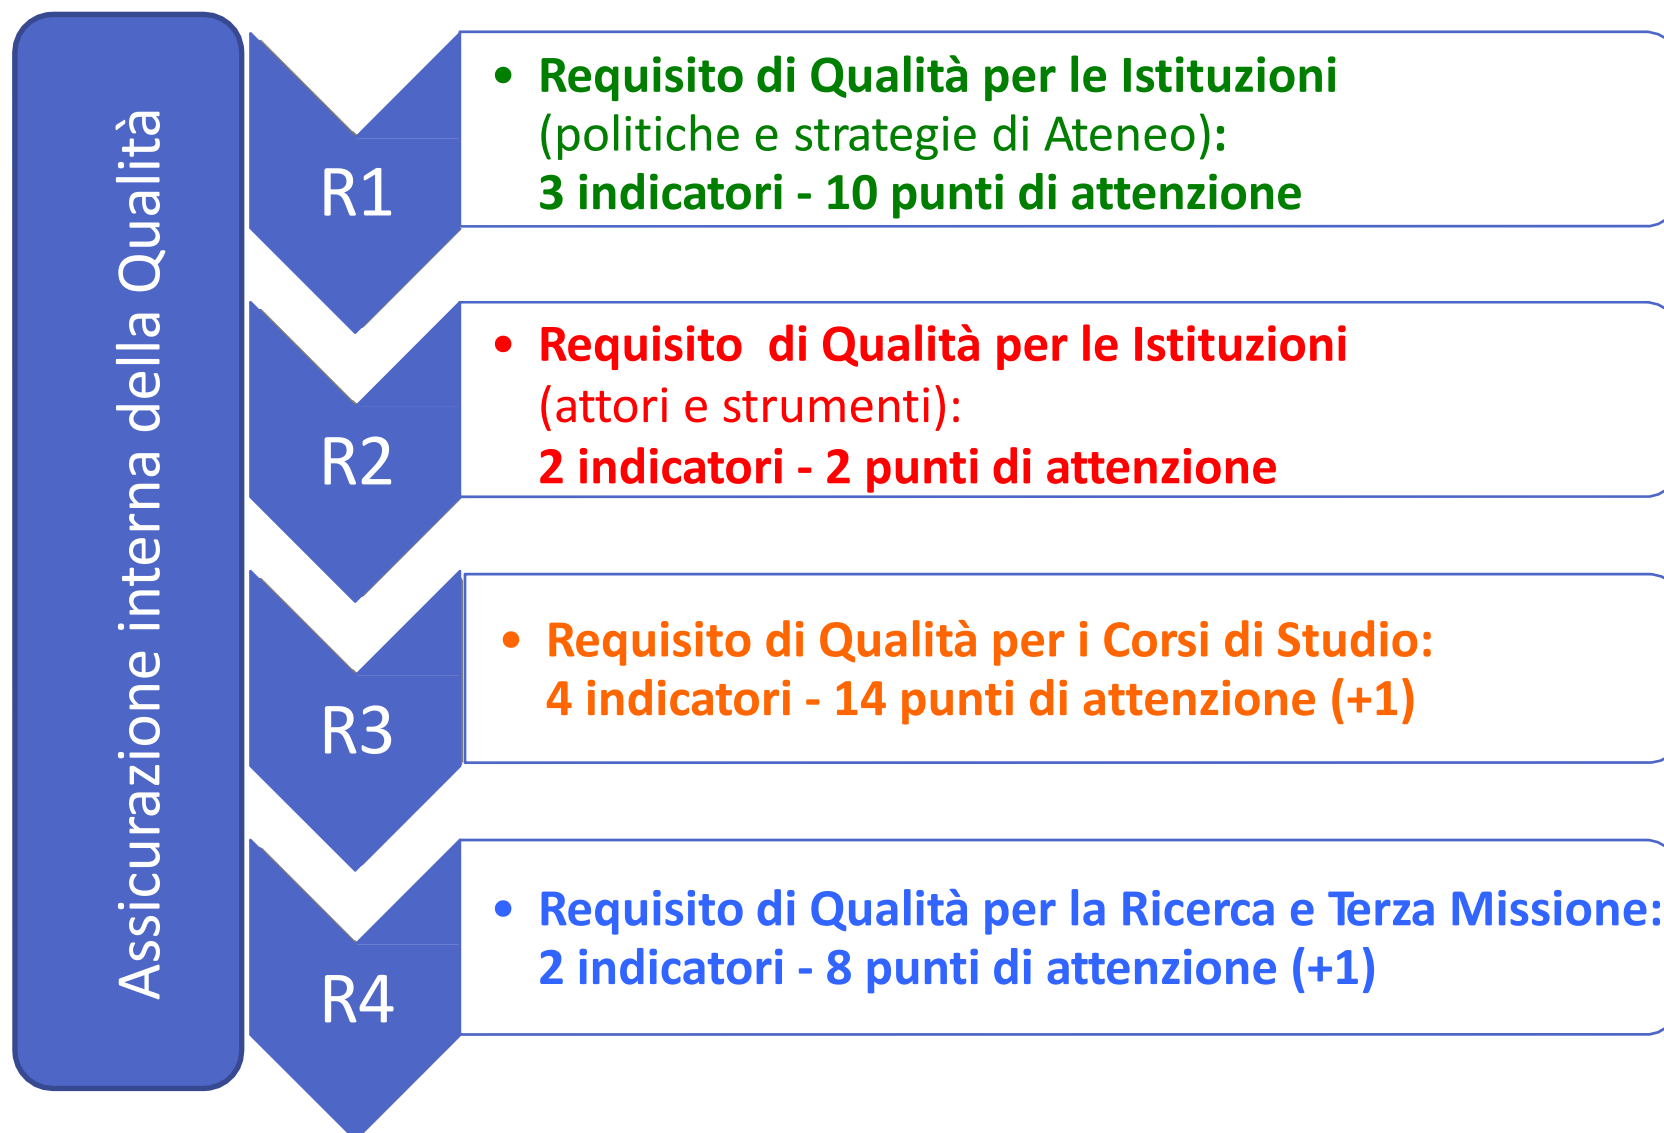 Assicurazione interna della Qualità
R1
• Requisito di Qualità per le Istituzioni
(politiche e strategie di Ateneo):
3 indicatori - 10 punti di attenzione
R2
• Requisito  di Qualità per le Istituzioni
(attori e strumenti):
2 indicatori - 2 punti di attenzione
R3
• Requisito di Qualità per i Corsi di Studio:
4 indicatori - 14 punti di attenzione (+1)
R4
• Requisito di Qualità per la Ricerca e Terza Missione:
2 indicatori - 8 punti di attenzione (+1)